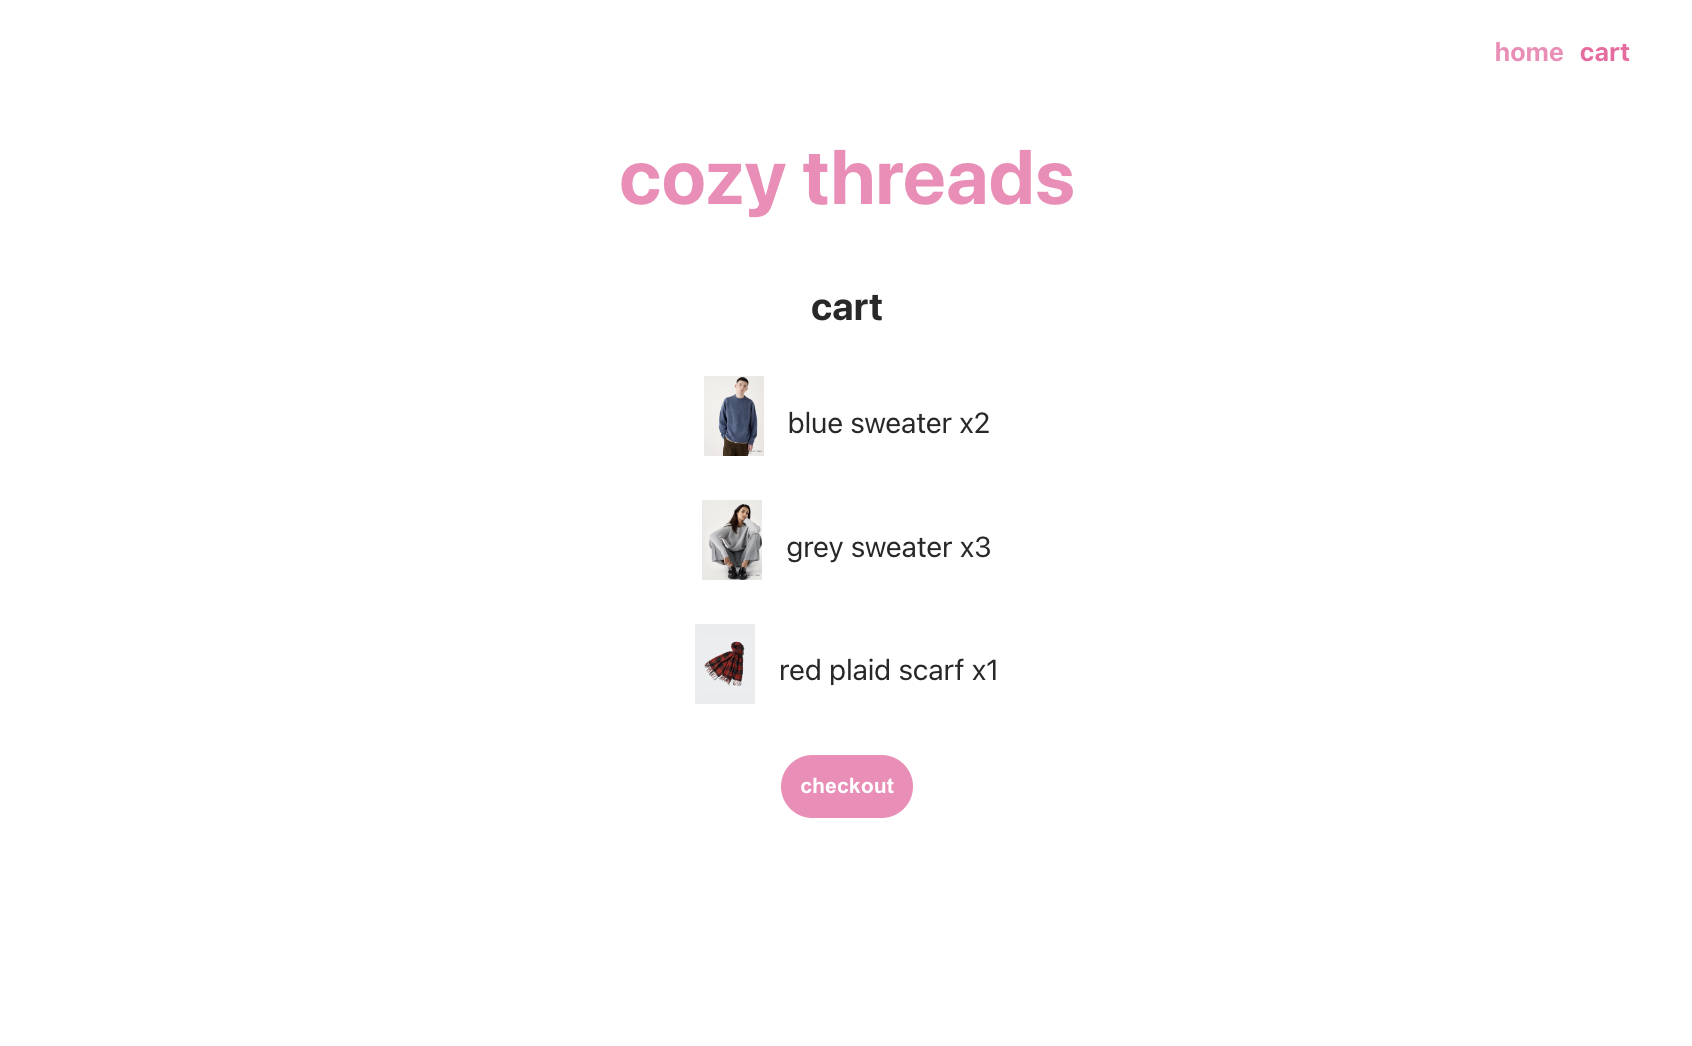 home cart
cozy threads
cart
blue sweater x2
grey sweater x3
red plaid scarf x1
checkout